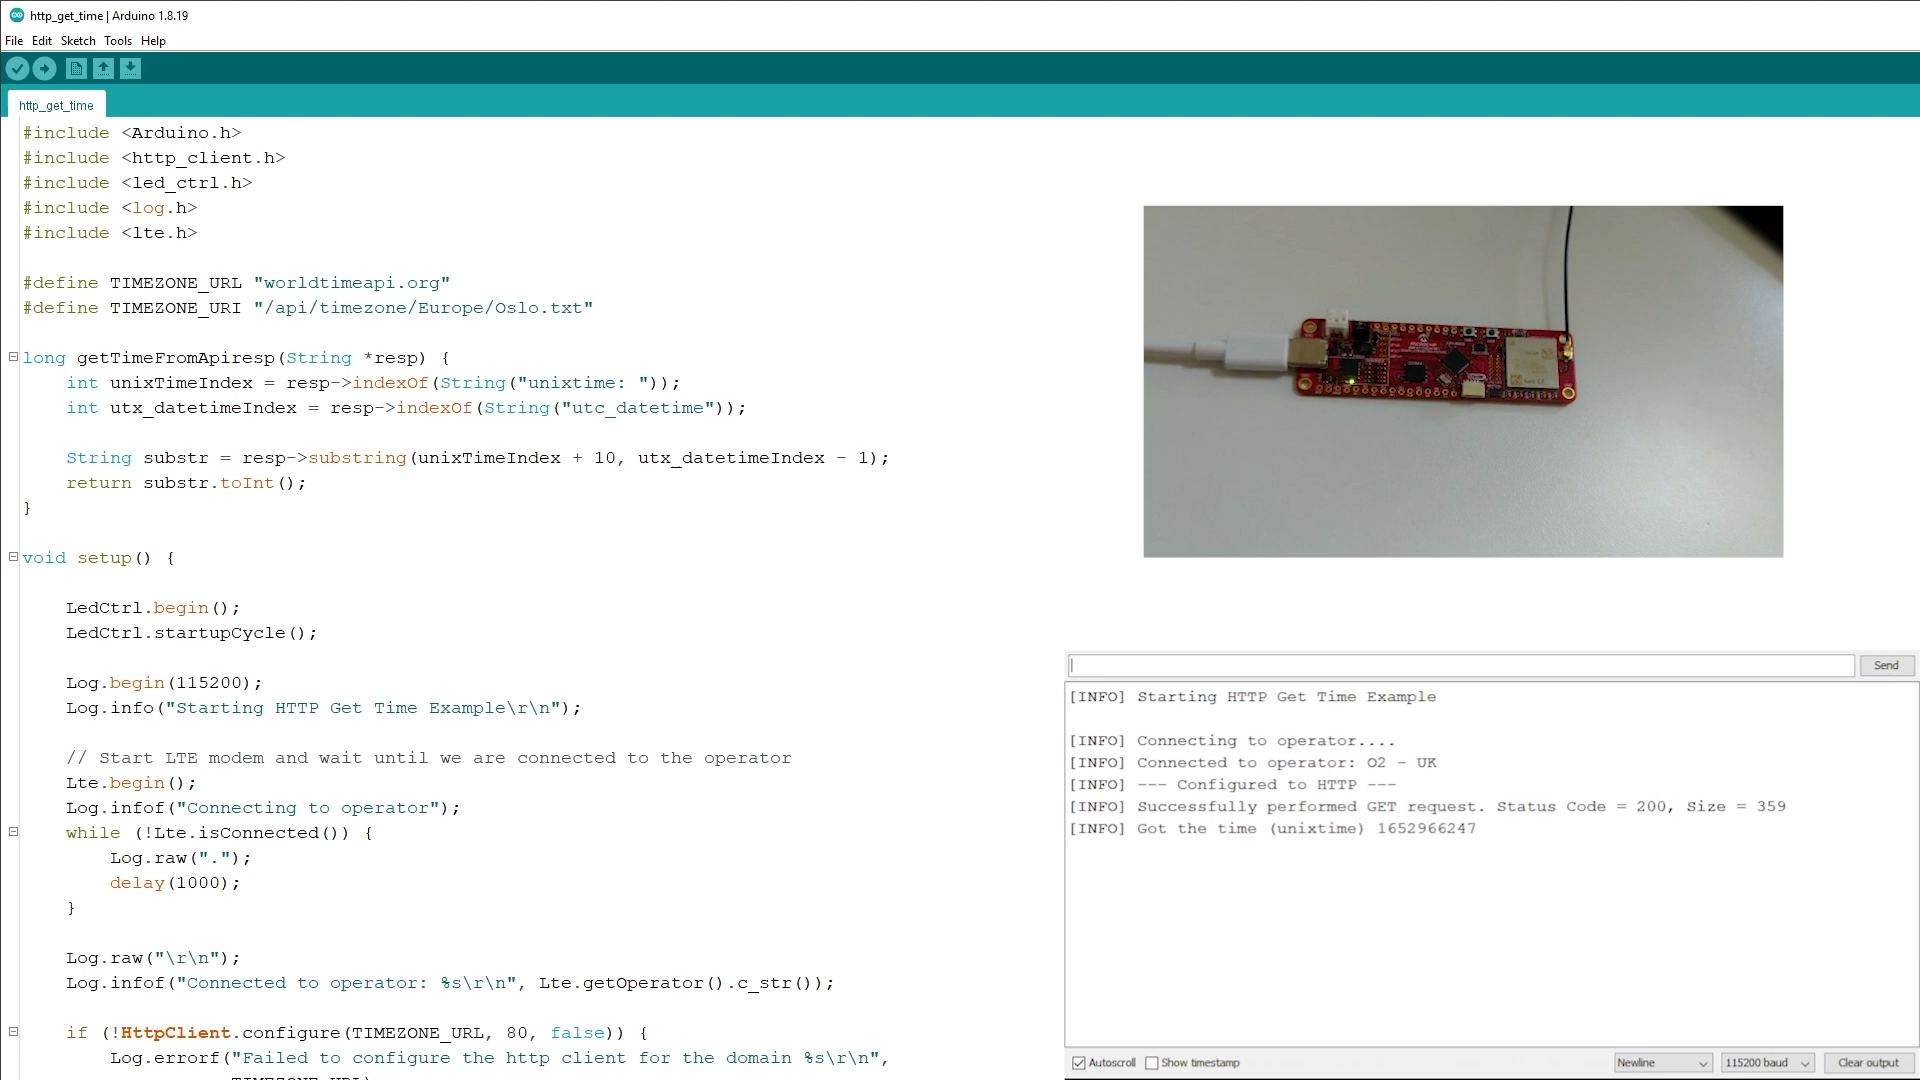 http_get_time | Arduino 1.8.19
File Edit Sketch Tools Help
http_get_time
#include <Arduino.h>
#include <http_client.h>
#include <led_ctrl.h>
#include <log.h>
#include <lte.h>
#define TIMEZONE_URL "worldtimeapi.org"
#define TIMEZONE_URI "/api/timezone/Europe/Oslo.txt"
long getTimeFromApiresp(String *resp) {
int unixTimeIndex = resp->indexOf(String("unixtime: "));
int utx_datetimeIndex = resp->indexOf(String("utc_datetime"));
String substr = resp->substring(unixTimeIndex + 10, utx_datetimeIndex - 1);
return substr.toInt();
}
void setup() {
LedCtrl.begin();
LedCtrl.startupCycle();
Log.begin(115200);
Log.info("Starting HTTP Get Time Example\r\n");
// Start LTE modem and wait until we are connected to the operator
Lte.begin();
Log.infof("Connecting to operator");
while (!Lte.isConnected()) {
Log.raw(".");
delay(1000);
}
Log.raw("\r\n");
Log.infof("Connected to operator: %s\r\n", Lte.getOperator().c_str());
if (!HttpClient.configure(TIMEZONE_URL, 80, false)) {
Log.errorf("Failed to configure the http client for the domain %s\r\n",
Send
[INFO] Starting HTTP Get Time Example
[INFO] Connecting to operator....
[INFO] Connected to operator: O2 - UK
[INFO] --- Configured to HTTP ---
[INFO] Successfully performed GET request. Status Code = 200, Size = 359
[INFO] Got the time (unixtime) 1652966247
Autoscroll Show timestamp Newline 115200 baud Clear output